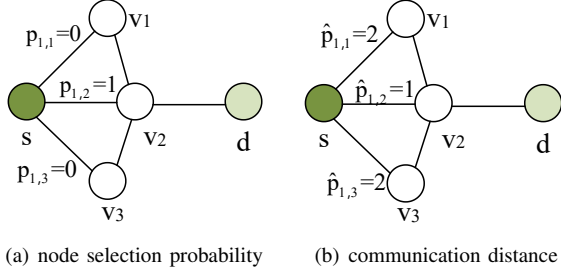 p₁,₁=0
v₁
p₁,₂=1
s
v₂
d
p₁,₃=0
v₃
p̂₁,₁=2
v₁
p̂₁,₂=1
s
v₂
d
p̂₁,₃=2
v₃
(a) node selection probability
(b) communication distance